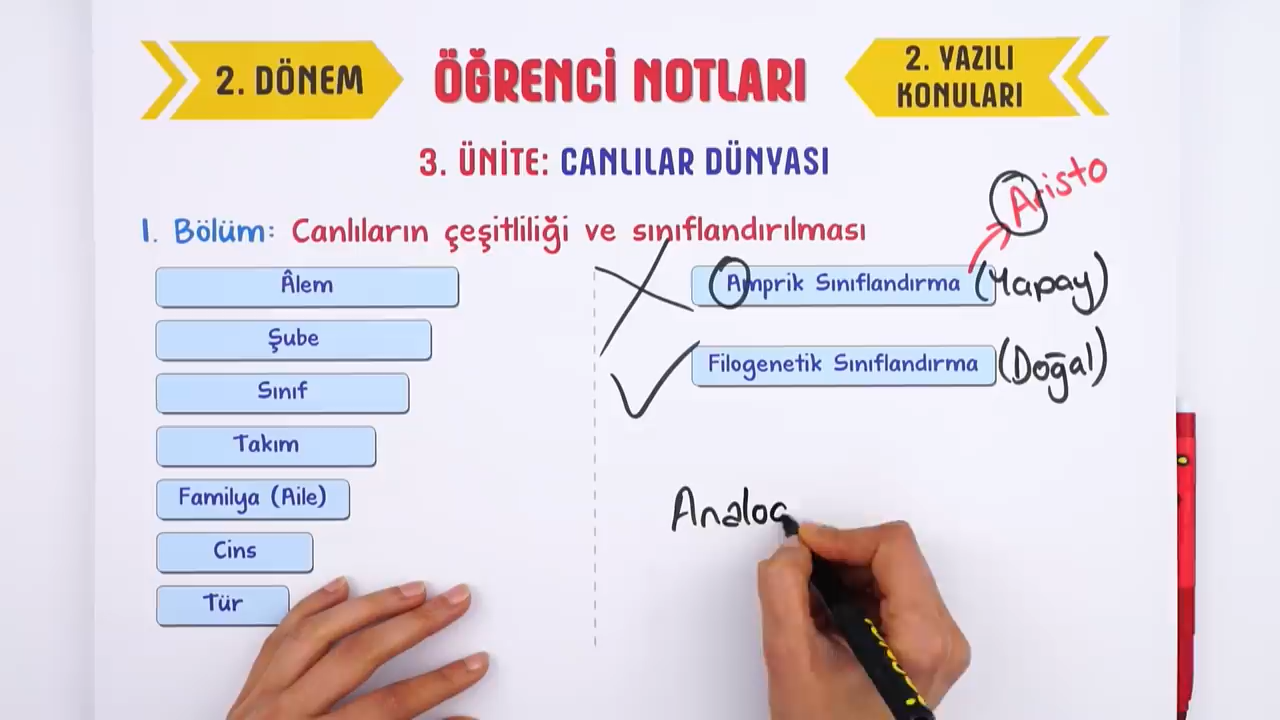 2. DÖNEM
ÖĞRENCİ NOTLARI
2. YAZILI
KONULARI
3. ÜNİTE: CANLILAR DÜNYASI
Aristo
1. Bölüm: Canlıların çeşitliliği ve sınıflandırılması
Âlem
Şube
Sınıf
Takım
Familya (Aile)
Cins
Tür
Amprik Sınıflandırma (Yapay)
Filogenetik Sınıflandırma (Doğal)
Analog